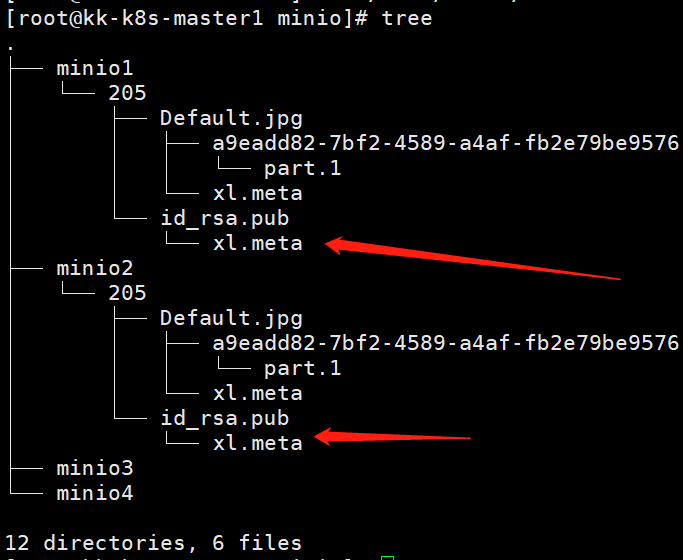 [root@kk-k8s-master1 minio]# tree
.
├── minio1
│   └── 205
│       ├── Default.jpg
│       │   ├── a9eadd82-7bf2-4589-a4af-fb2e79be9576
│       │   │   └── part.1
│       │   └── xl.meta
│       └── id_rsa.pub
│           └── xl.meta
├── minio2
│   └── 205
│       ├── Default.jpg
│       │   ├── a9eadd82-7bf2-4589-a4af-fb2e79be9576
│       │   │   └── part.1
│       │   └── xl.meta
│       └── id_rsa.pub
│           └── xl.meta
├── minio3
└── minio4
12 directories, 6 files